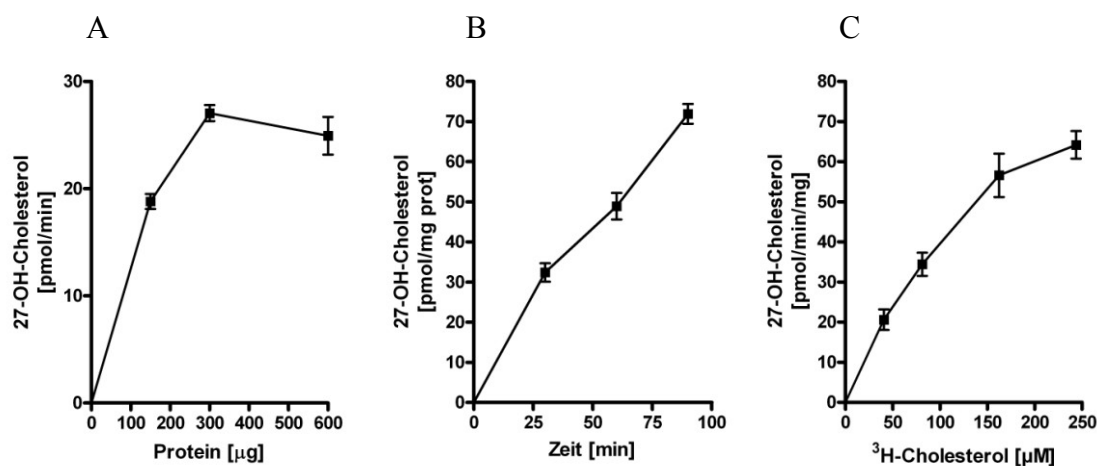 A
B
C
27-OH-Cholesterol
[pmol/min]
30
20
10
0
0 100 200 300 400 500 600
Protein [µg]
27-OH-Cholesterol
[pmol/mg prot]
80
70
60
50
40
30
20
10
0
0 25 50 75 100
Zeit [min]
27-OH-Cholesterol
[pmol/min/mg]
80
70
60
50
40
30
20
10
0
0 50 100 150 200 250
³H-Cholesterol [µM]